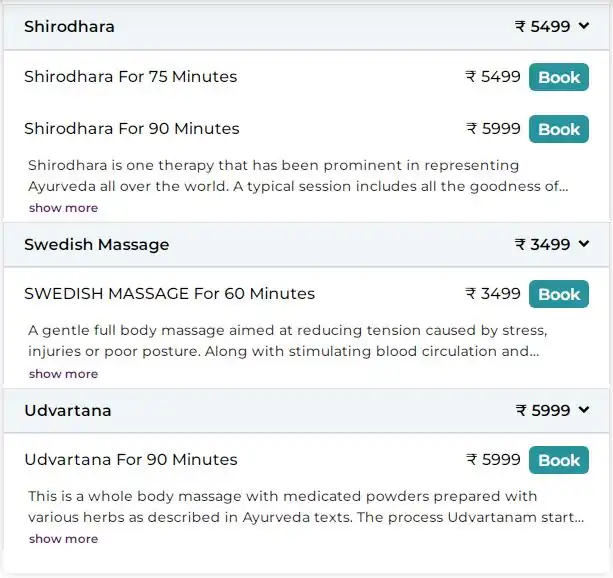 Shirodhara ₹ 5499
Shirodhara For 75 Minutes ₹ 5499 Book
Shirodhara For 90 Minutes ₹ 5999 Book
Shirodhara is one therapy that has been prominent in representing
Ayurveda all over the world. A typical session includes all the goodness of...
show more
Swedish Massage ₹ 3499
SWEDISH MASSAGE For 60 Minutes ₹ 3499 Book
A gentle full body massage aimed at reducing tension caused by stress,
injuries or poor posture. Along with stimulating blood circulation and...
show more
Udvartana ₹ 5999
Udvartana For 90 Minutes ₹ 5999 Book
This is a whole body massage with medicated powders prepared with
various herbs as described in Ayurveda texts. The process Udvartanam start...
show more